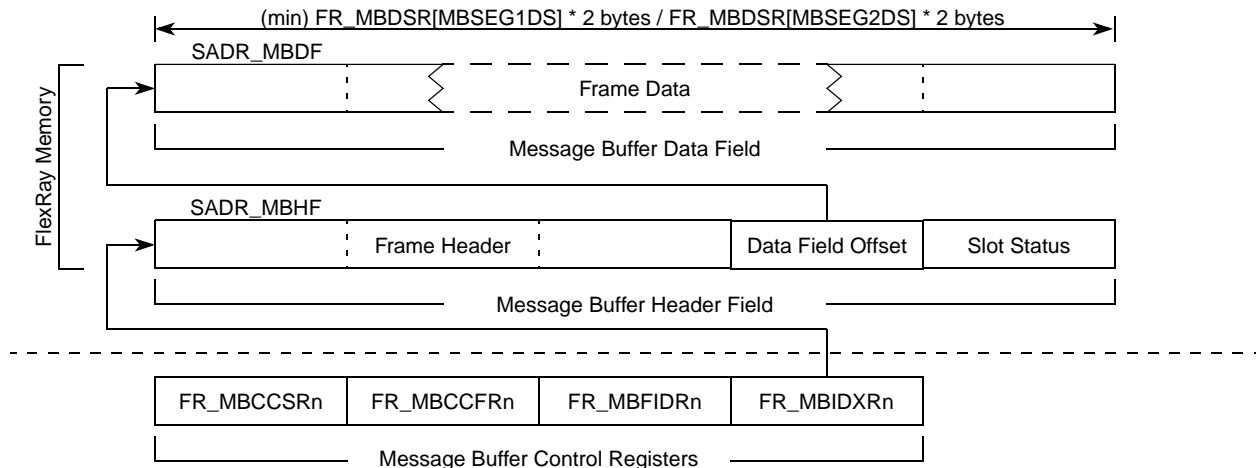 (min) FR_MBDSR[MBSEG1DS] * 2 bytes / FR_MBDSR[MBSEG2DS] * 2 bytes
SADR_MBDF
Frame Data
Message Buffer Data Field
FlexRay Memory
SADR_MBHF
Frame Header Data Field Offset Slot Status
Message Buffer Header Field
FR_MBCCSRn FR_MBCCFRn FR_MBFIDRn FR_MBIDXRn
Message Buffer Control Registers